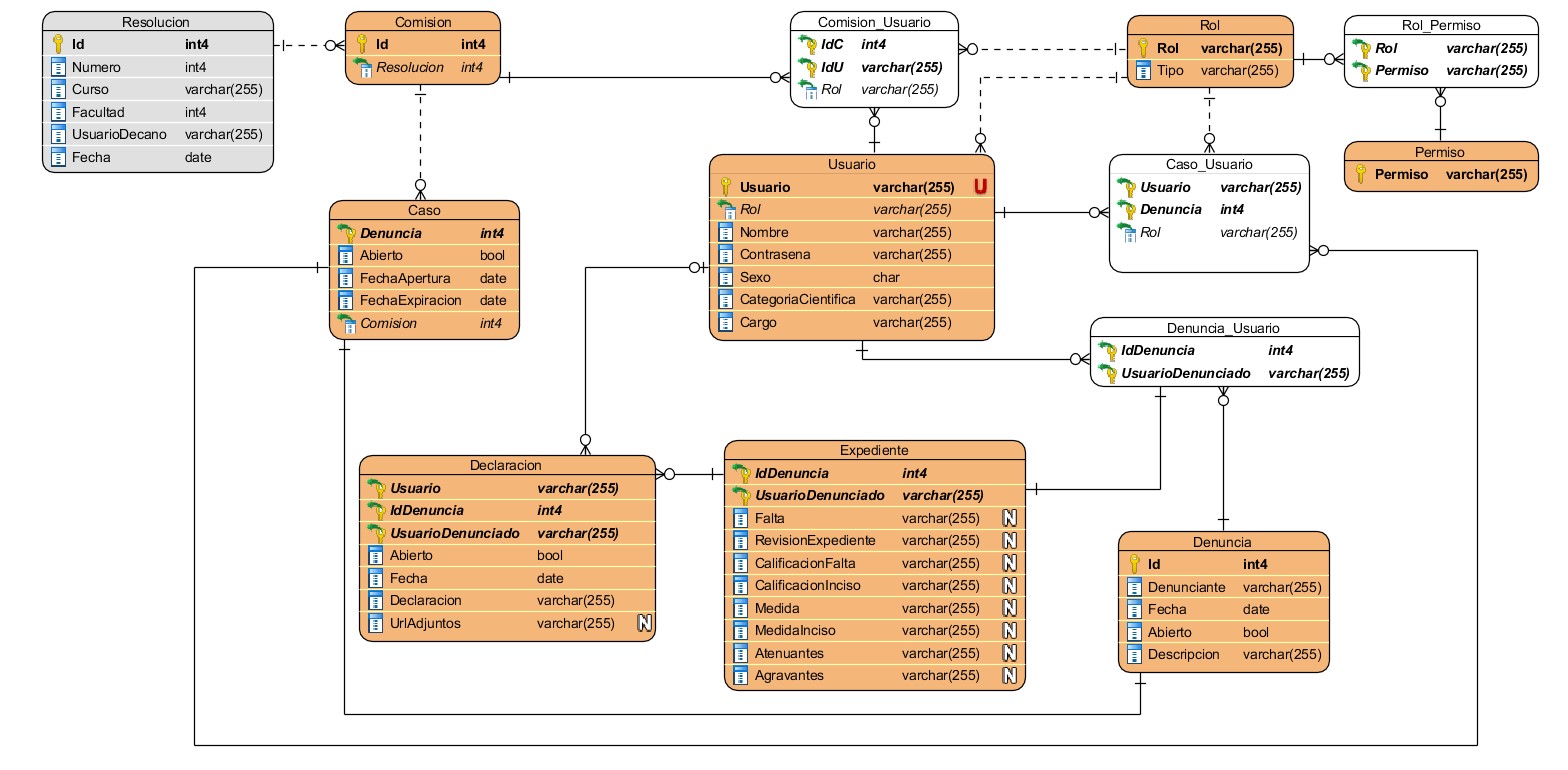 Resolucion
Id int4
Numero int4
Curso varchar(255)
Facultad int4
UsuarioDecano varchar(255)
Fecha date
Comision
Id int4
Resolucion int4
Comision_Usuario
IdC int4
IdU varchar(255)
Rol varchar(255)
Rol
Rol varchar(255)
Tipo varchar(255)
Rol_Permiso
Rol varchar(255)
Permiso varchar(255)
Permiso
Permiso varchar(255)
Caso
Denuncia int4
Abierto bool
FechaApertura date
FechaExpiracion date
Comision int4
Usuario
Usuario varchar(255) U
Rol varchar(255)
Nombre varchar(255)
Contrasena varchar(255)
Sexo char
CategoriaCientifica varchar(255)
Cargo varchar(255)
Caso_Usuario
Usuario varchar(255)
Denuncia int4
Rol varchar(255)
Denuncia_Usuario
IdDenuncia int4
UsuarioDenunciado varchar(255)
Declaracion
Usuario varchar(255)
IdDenuncia int4
UsuarioDenunciado varchar(255)
Abierto bool
Fecha date
Declaracion varchar(255)
UrlAdjuntos varchar(255) N
Expediente
IdDenuncia int4
UsuarioDenunciado varchar(255)
Falta varchar(255) N
RevisionExpediente varchar(255) N
CalificacionFalta varchar(255) N
CalificacionInciso varchar(255) N
Medida varchar(255) N
MedidaInciso varchar(255) N
Atenuantes varchar(255) N
Agravantes varchar(255) N
Denuncia
Id int4
Denunciante varchar(255)
Fecha date
Abierto bool
Descripcion varchar(255)